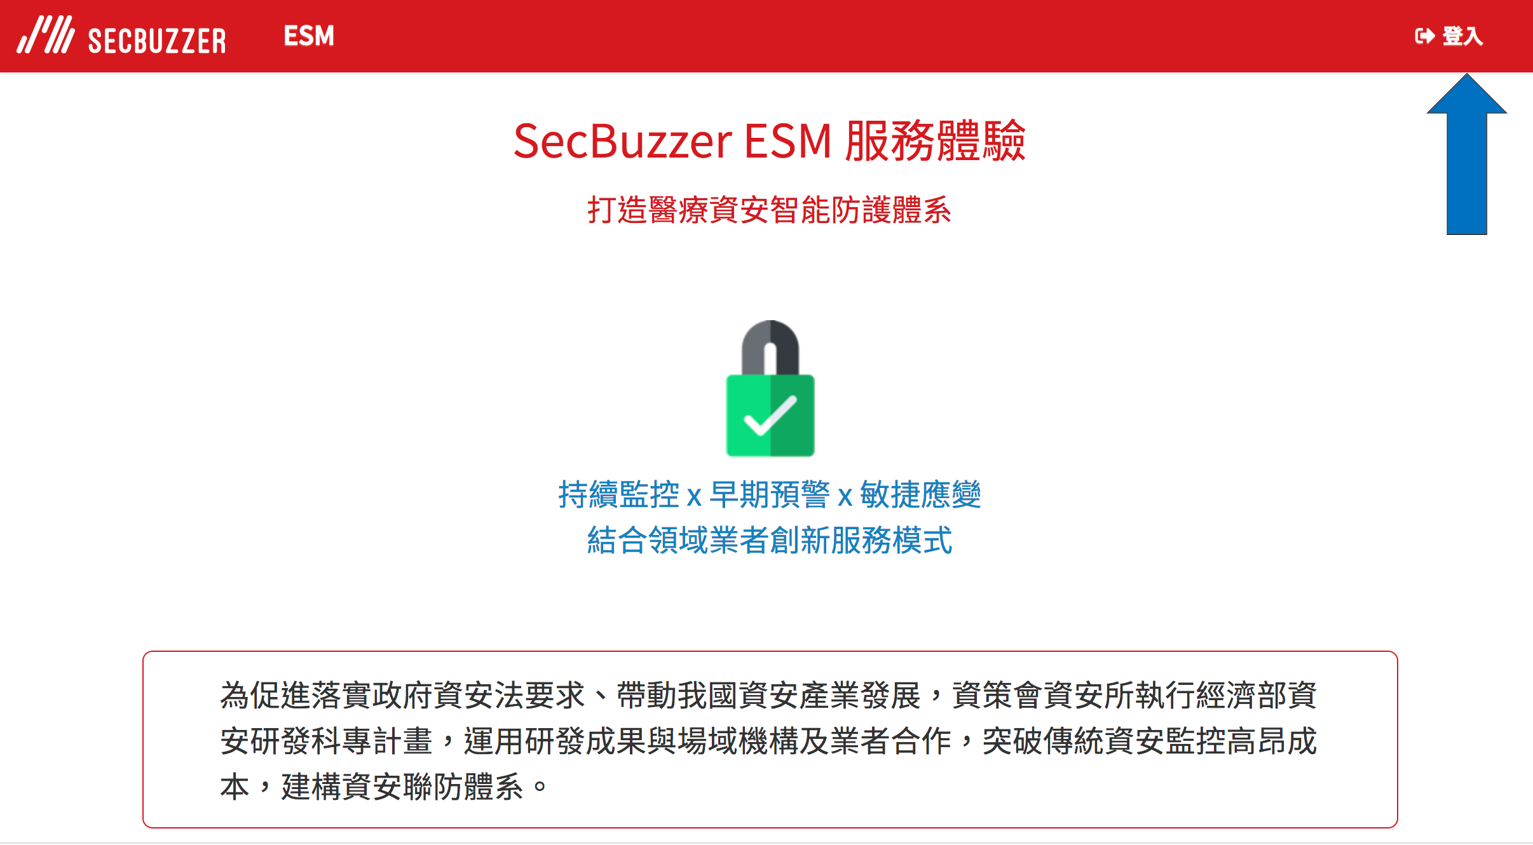 SECBUZZER
ESM
登入
SecBuzzer ESM 服務體驗
打造醫療資安智能防護體系
持續監控 x 早期預警 x 敏捷應變
結合領域業者創新服務模式
為促進落實政府資安法要求、帶動我國資安產業發展，資策會資安所執行經濟部資
安研發科專計畫，運用研發成果與場域機構及業者合作，突破傳統資安監控高昂成
本，建構資安聯防體系。